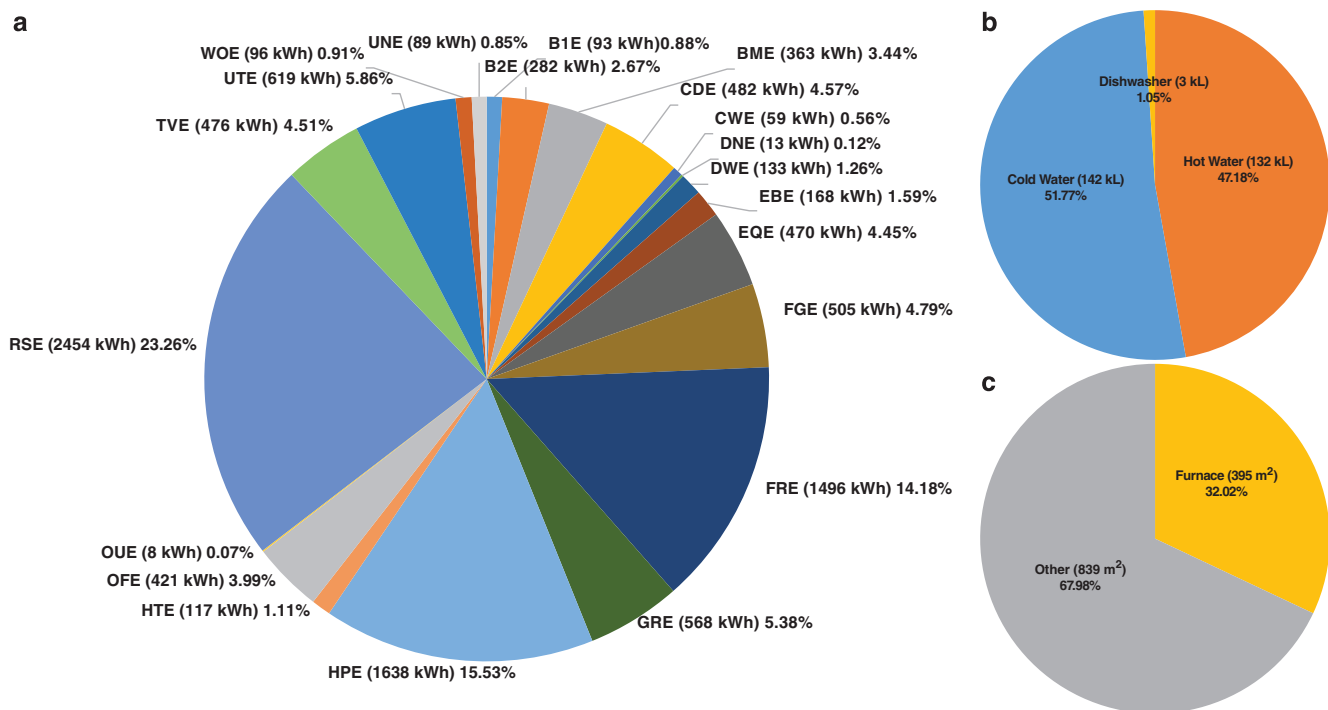 a
UNE (89 kWh) 0.85%
B1E (93 kWh)0.88%
WOE (96 kWh) 0.91%
B2E (282 kWh) 2.67%
BME (363 kWh) 3.44%
UTE (619 kWh) 5.86%
CDE (482 kWh) 4.57%
TVE (476 kWh) 4.51%
CWE (59 kWh) 0.56%
DNE (13 kWh) 0.12%
DWE (133 kWh) 1.26%
EBE (168 kWh) 1.59%
EQE (470 kWh) 4.45%
FGE (505 kWh) 4.79%
RSE (2454 kWh) 23.26%
FRE (1496 kWh) 14.18%
OUE (8 kWh) 0.07%
OFE (421 kWh) 3.99%
HTE (117 kWh) 1.11%
GRE (568 kWh) 5.38%
HPE (1638 kWh) 15.53%
b
Dishwasher (3 kL)
1.05%
Hot Water (132 kL)
47.18%
Cold Water (142 kL)
51.77%
c
Furnace (395 m²)
32.02%
Other (839 m²)
67.98%